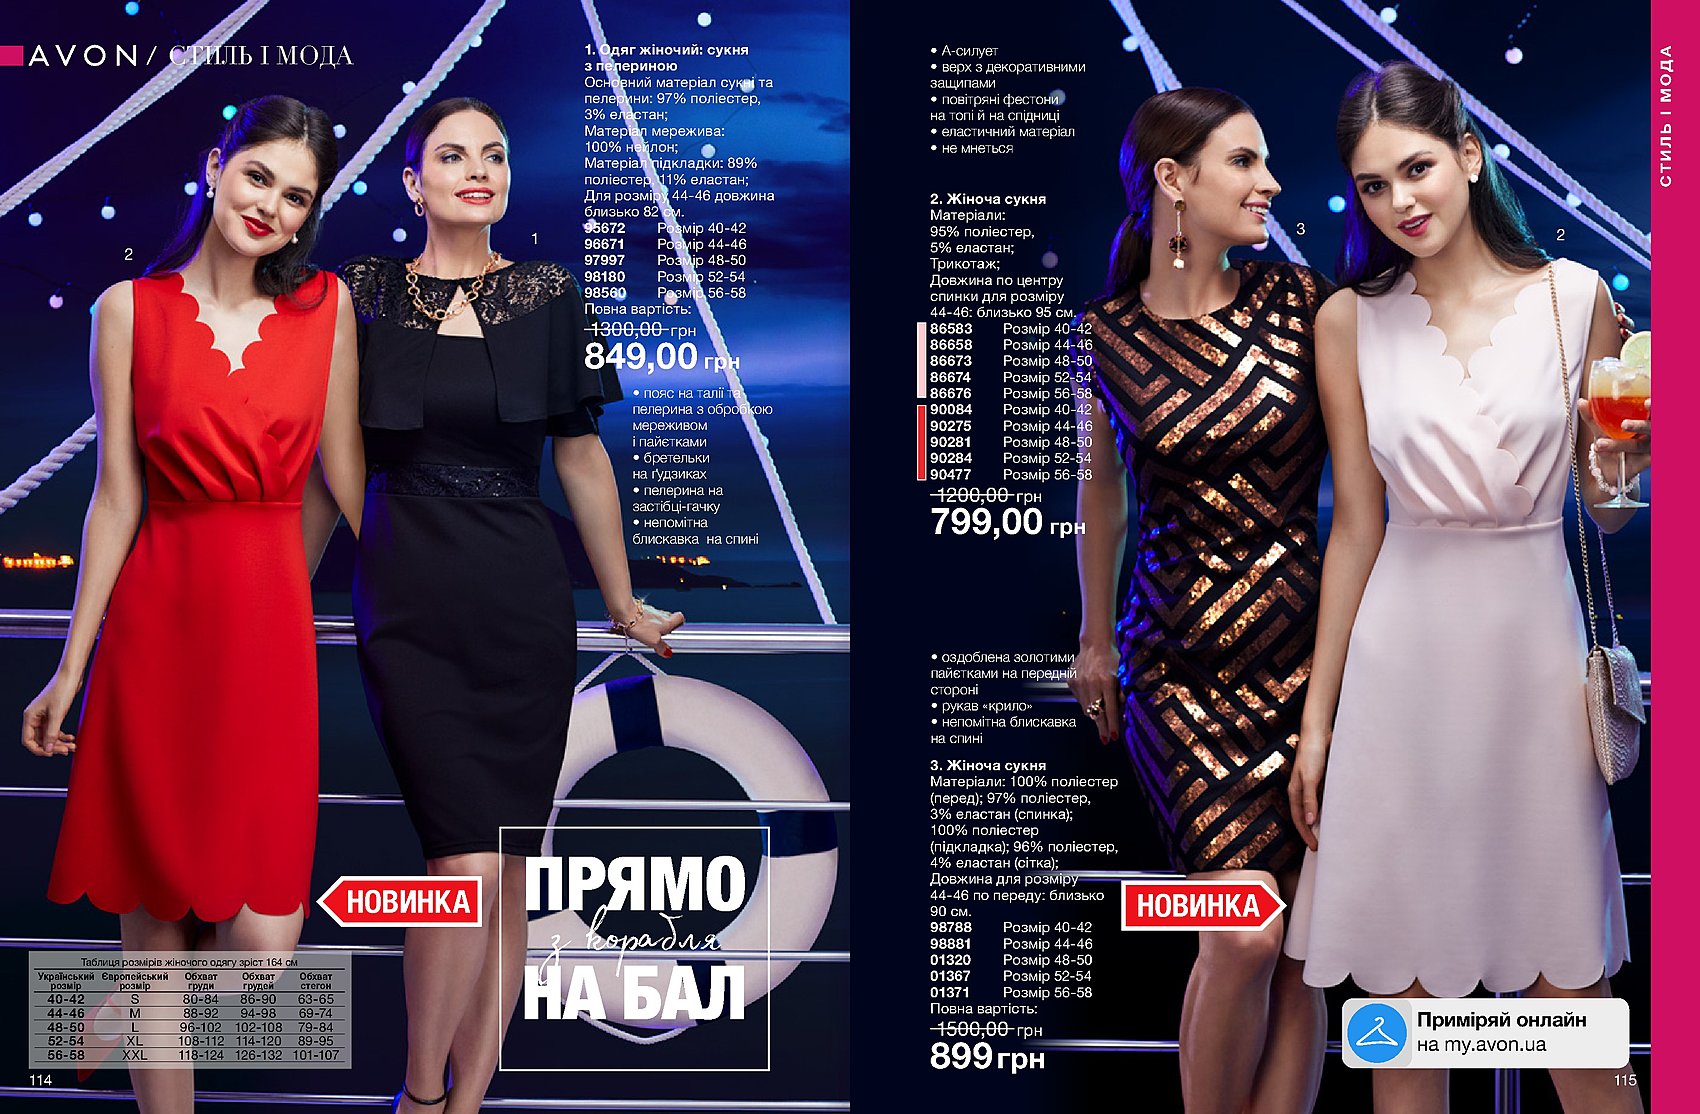 AVON / СТИЛЬ І МОДА
1. Одяг жіночий: сукня
з пелериною
Основний матеріал сукні та
пелерини: 97% поліестер,
3% еластан;
Матеріал мережива:
100% нейлон;
Матеріал підкладки: 89%
поліестер, 11% еластан;
Для розміру 44-46 довжина
близько 82 см.
95672 Розмір 40-42
96671 Розмір 44-46
97997 Розмір 48-50
98180 Розмір 52-54
98560 Розмір 56-58
Повна вартість:
1300,00 грн
849,00 грн
• пояс на талії та
пелерина з обробкою
мереживом
і паєтками
• бретельки
на ґудзиках
• пелерина на
застібці-гачку
• непомітна
блискавка на спині
2
1
НОВИНКА
ПРЯМО
з корабля
НА БАЛ
Таблиця розмірів жіночого одягу зріст 164 см
Український розмір Європейський розмір Обхват груди Обхват грудей Обхват стегон
40-42 S 80-84 86-90 63-65
44-46 M 88-92 94-98 69-74
48-50 L 96-102 102-108 79-84
52-54 XL 108-112 114-120 89-95
56-58 XXL 118-124 126-132 101-107
114
• А-силует
• верх з декоративними
защипами
• повітряні фестони
на топі й на спідниці
• еластичний матеріал
• не мнеться
2. Жіноча сукня
Матеріали:
95% поліестер,
5% еластан;
Трикотаж;
Довжина по центру
спинки для розміру
44-46: близько 95 см.
86583 Розмір 40-42
86658 Розмір 44-46
86673 Розмір 48-50
86674 Розмір 52-54
86676 Розмір 56-58
90084 Розмір 40-42
90275 Розмір 44-46
90281 Розмір 48-50
90284 Розмір 52-54
90477 Розмір 56-58
1200,00 грн
799,00 грн
• оздоблена золотими
паєтками на передній
стороні
• рукав «крило»
• непомітна блискавка
на спині
3. Жіноча сукня
Матеріали: 100% поліестер
(перед); 97% поліестер,
3% еластан (спинка);
100% поліестер
(підкладка); 96% поліестер,
4% еластан (сітка);
Довжина для розміру
44-46 по переду: близько
90 см.
98788 Розмір 40-42
98881 Розмір 44-46
01320 Розмір 48-50
01367 Розмір 52-54
01371 Розмір 56-58
Повна вартість:
1500,00 грн
899 грн
3
2
НОВИНКА
Приміряй онлайн
на my.avon.ua
115
СТИЛЬ І МОДА